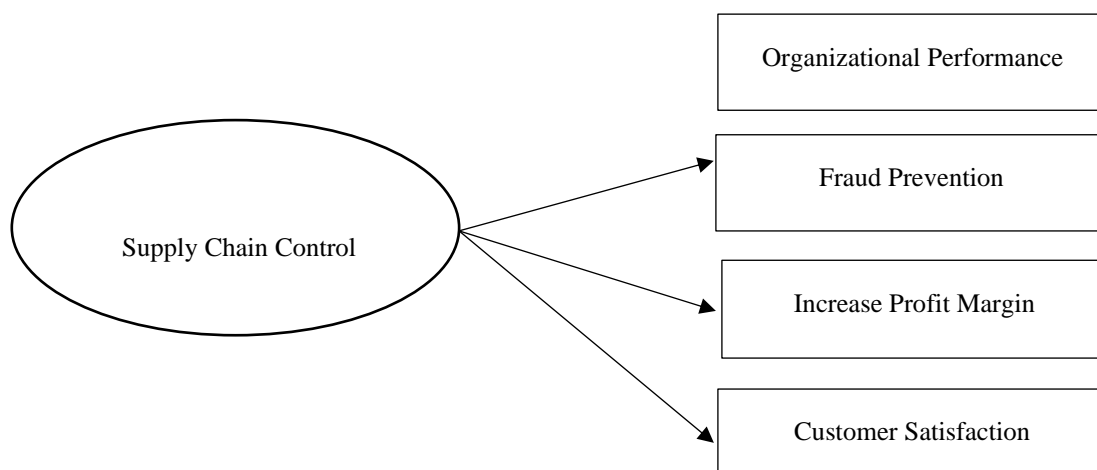 Organizational Performance
Fraud Prevention
Supply Chain Control
Increase Profit Margin
Customer Satisfaction